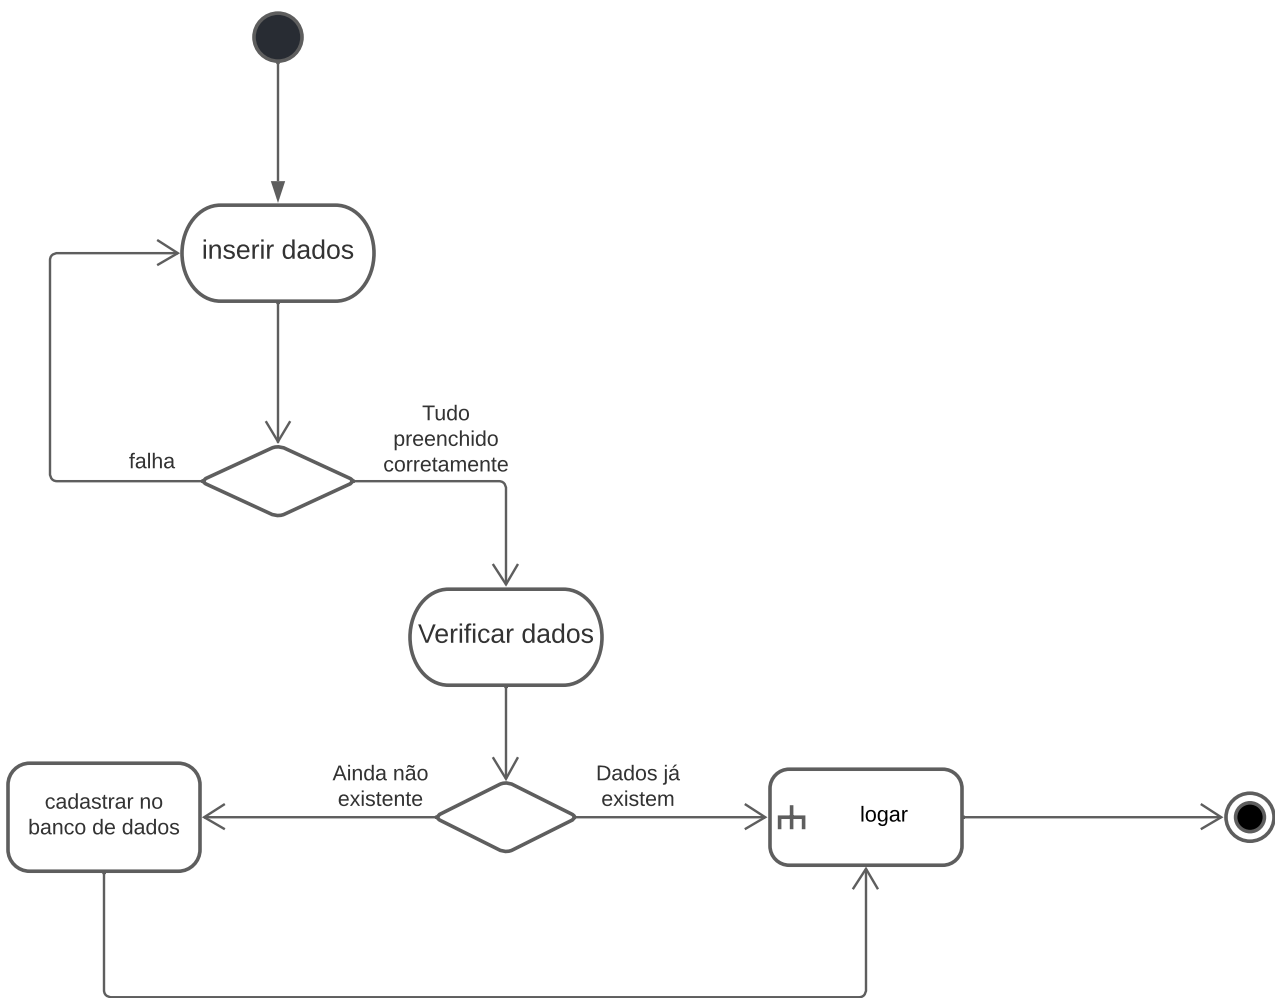 inserir dados
falha
Tudo
preenchido
corretamente
Verificar dados
Ainda não
existente
Dados já
existem
cadastrar no
banco de dados
logar